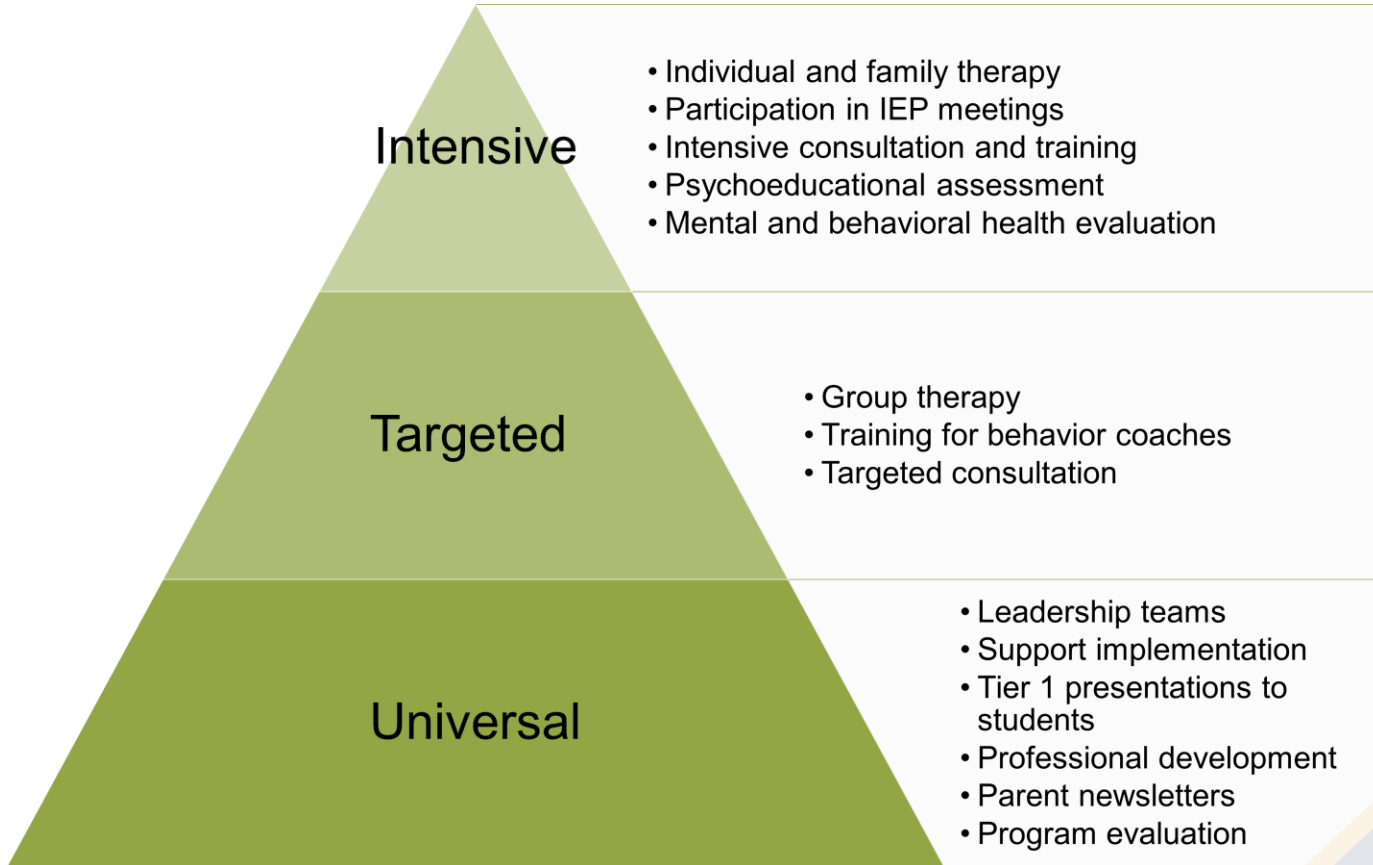 Intensive
• Individual and family therapy
• Participation in IEP meetings
• Intensive consultation and training
• Psychoeducational assessment
• Mental and behavioral health evaluation
Targeted
• Group therapy
• Training for behavior coaches
• Targeted consultation
Universal
• Leadership teams
• Support implementation
• Tier 1 presentations to
students
• Professional development
• Parent newsletters
• Program evaluation